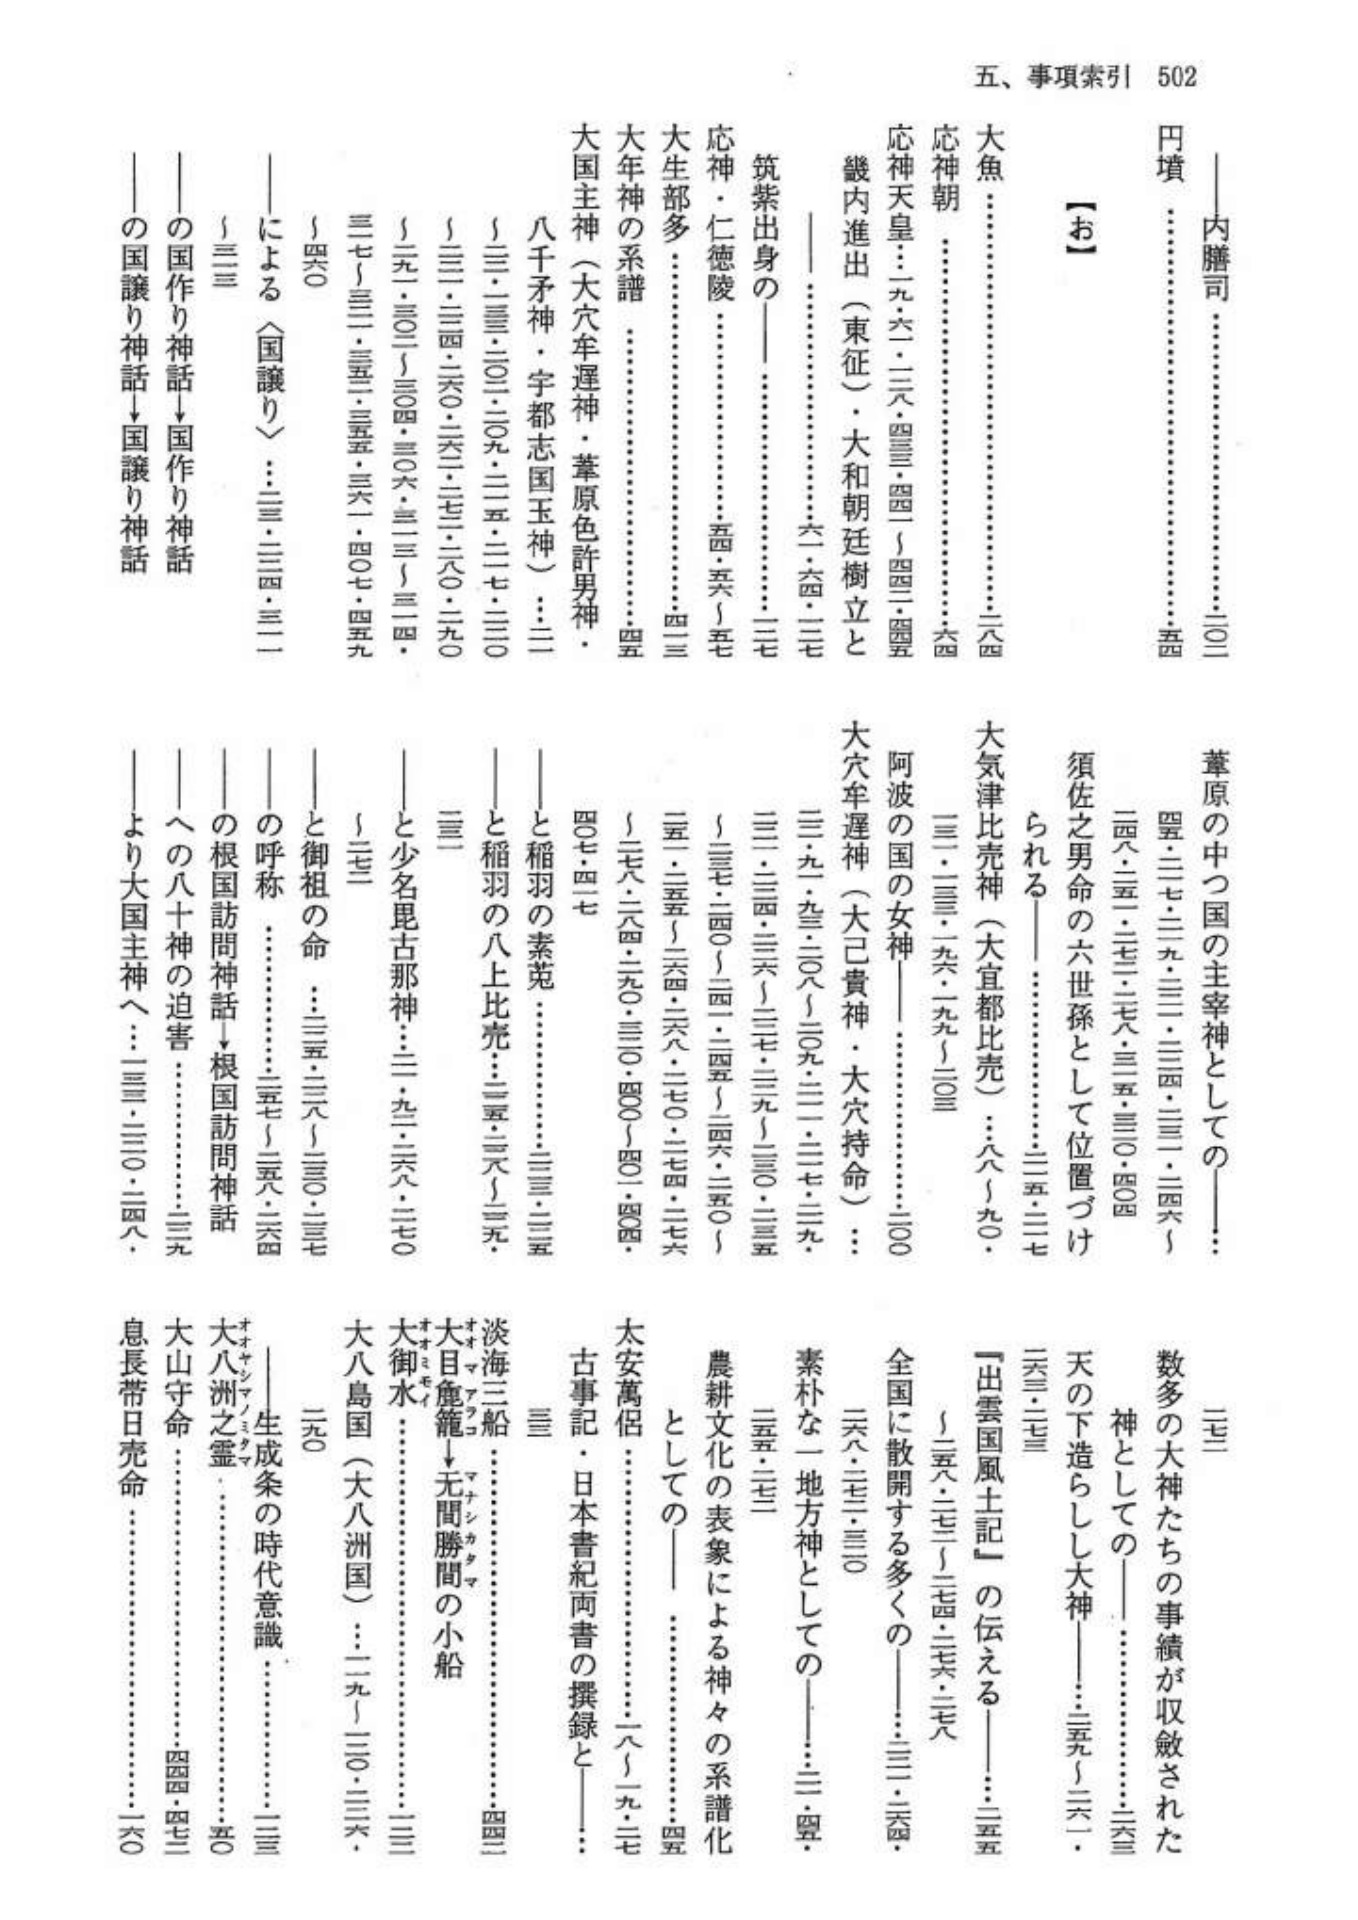 五、事項索引　502
――内膳司……二〇二
円墳……五四
【お】
大魚……二八四
応神朝……六四
応神天皇…一九・六一・一二八・四三三・四四一～四四二・四四五
畿内進出（東征）・大和朝廷樹立と
――……六一・六四・一二七
筑紫出身の――……一二七
応神・仁徳陵……五四・五六～五七
大生部多……四一三
大年神の系譜……四五
大国主神（大穴牟遅神・葦原色許男神・
八千矛神・宇都志国玉神）…二一
～二二・一三三・二〇二・二〇九・二一五・二一七・二二〇
～二二一・二二四・二六〇・二六二・二七二・二八〇・二九〇
～二九一・三〇二～三〇四・三〇六・三一三～三一四・
三一七～三二一・三五二・三五五・三六一・四〇七・四五九
～四六〇
――による〈国譲り〉…二三・二二四・三一一
～三一三
――の国作り神話→国作り神話
――の国譲り神話→国譲り神話
葦原の中つ国の主宰神としての――…
四五・二一七・二一九・二二一・二二四・二三一・二四六～
二四八・二五一・二七二・二七八・三一五・三二〇・四〇四
須佐之男命の六世孫として位置づけ
られる――……二一五・二一七
大気津比売神（大宜都比売）…八八～九〇・
一三一・一三三・一九六・一九九～二〇三
阿波の国の女神――……二〇〇
大穴牟遅神（大己貴神・大穴持命）…
二二・九一・九三・二〇八～二〇九・二一一・二一七・二一九・
二二一・二二四・二二六～二二七・二二九～二三〇・二三五
～二三七・二四〇～二四一・二四五～二四六・二五〇～
二五一・二五五～二六四・二六八・二七〇・二七四・二七六
～二七八・二八四・二九〇・三二〇・四〇〇～四〇一・四〇四・
四〇七・四一七
――と稲羽の素莵……二二三・二二五
――と稲羽の八上比売…二二五・二二八～二二九・
二三一
――と少名毘古那神…二一・九二・二六八・二七〇
～二七二
――と御祖の命　…二二五・二二八～二三〇・二三七
――の呼称　……二五七～二五八・二六四
――の根国訪問神話→根国訪問神話
――への八十神の迫害……二二九
――より大国主神へ…一三三・二二〇・二四八・
二七二
数多の大神たちの事績が収斂された
神としての――……二六三
天の下造らしし大神――…二五九～二六一・
二六三・二七三
『出雲国風土記』の伝える――…二五五
～二五八・二七二～二七四・二七六・二七八
全国に散開する多くの――…二二一・二六四・
二六八・二七二・三二〇
素朴な一地方神としての――…二一・四五・
二五五・二七二
農耕文化の表象による神々の系譜化
としての――……四五
太安萬侶……一八～一九・二七
古事記・日本書紀両書の撰録と――…
三三
淡海三船……四四二
大目麁籠→无間勝間の小船
オオ マ アラコ　マナシカタマ
大御水……一二二
オオミモイ
大八島国（大八洲国）…一一九～一二〇・二二六・
二九〇
――生成条の時代意識……一二三
大八洲之霊……五〇
オオヤシマノミタマ
大山守命……四四四・四七二
息長帯日売命……一六〇